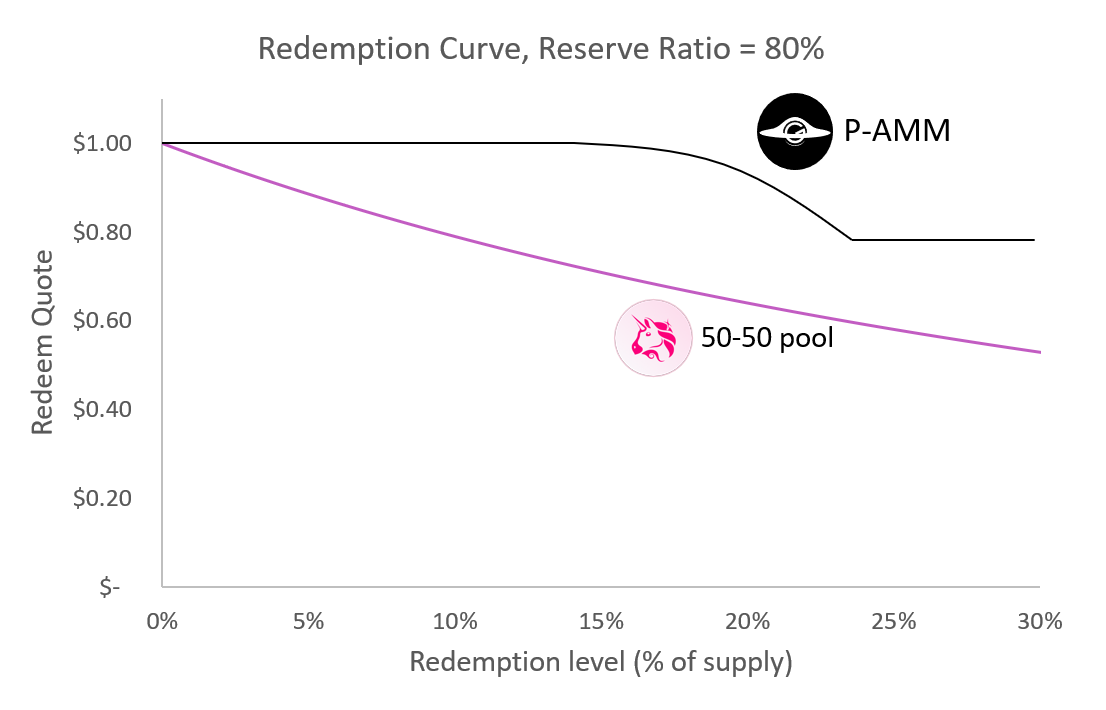 Redemption Curve, Reserve Ratio = 80%
P-AMM
$1.00
$0.80
$0.60
$0.40
$0.20
$-
Redeem Quote
50-50 pool
0%
5%
10%
15%
20%
25%
30%
Redemption level (% of supply)